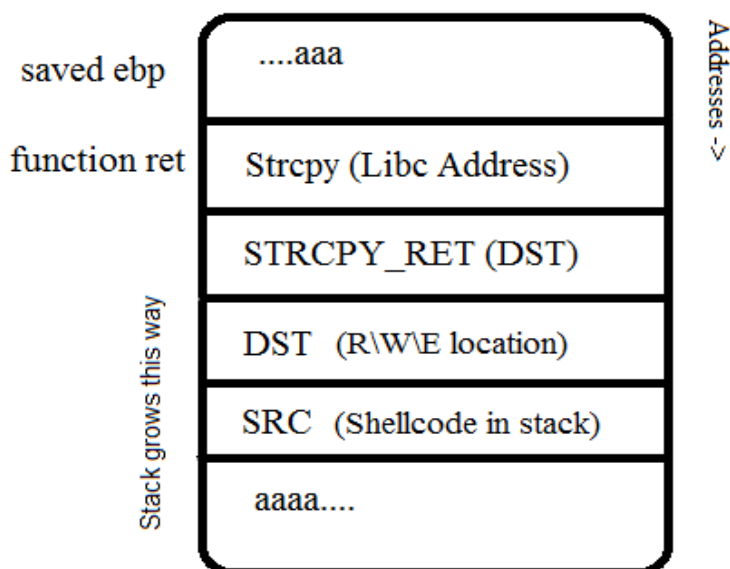 saved ebp
....aaa
function ret
Strcpy (Libc Address)
STRCPY_RET (DST)
DST (R\W\E location)
SRC (Shellcode in stack)
aaaa....
Stack grows this way
Addresses ->